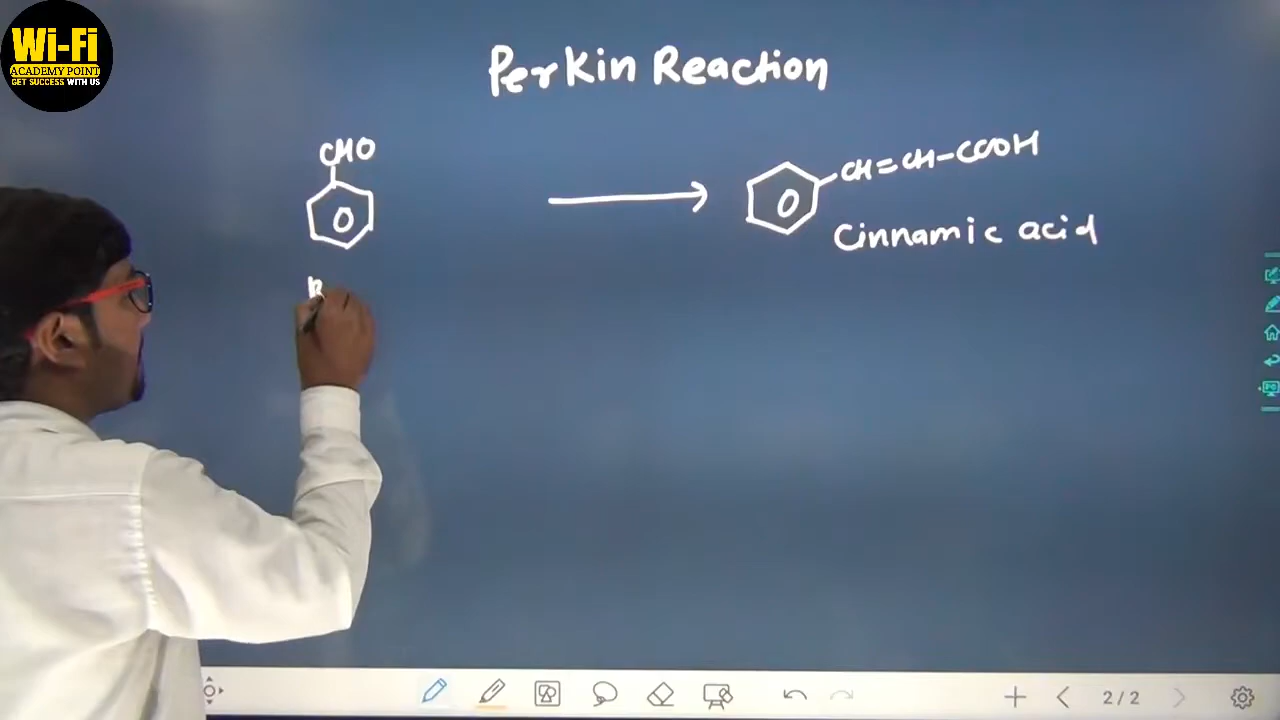 Wi-Fi
ACADEMY POINT
GET SUCCESS WITH US
Perkin Reaction
CHO
CH=CH-COOH
Cinnamic acid
2/2